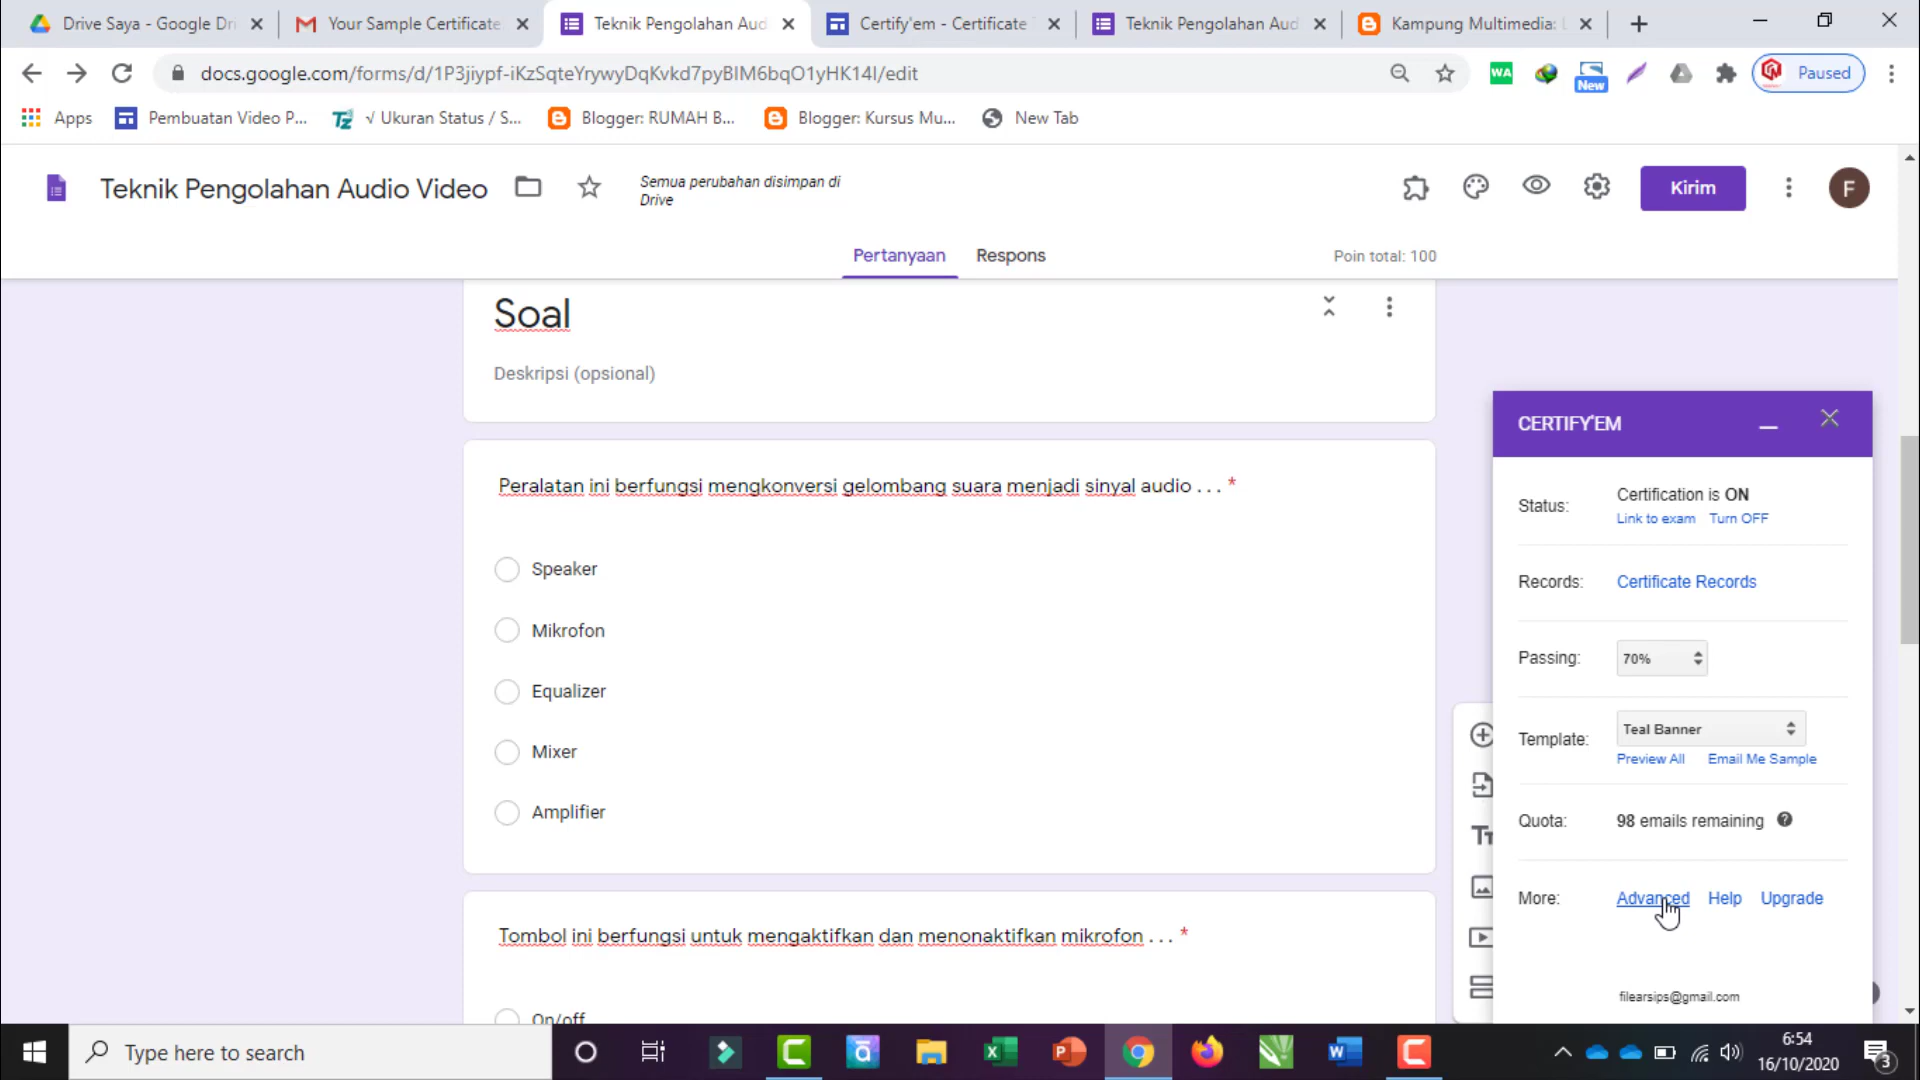 Drive Saya - Google Dri
Your Sample Certificate
Teknik Pengolahan Aud
Certify'em - Certificate
Teknik Pengolahan Aud
Kampung Multimedia:
docs.google.com/forms/d/1P3jiypf-iKzSqteYrywyDqKvkd7pyBIM6bqO1yHK14I/edit
WA
New
Paused
Apps
Pembuatan Video P...
√ Ukuran Status / S...
Blogger: RUMAH B...
Blogger: Kursus Mu...
New Tab
Teknik Pengolahan Audio Video
Semua perubahan disimpan di
Drive
Kirim
F
Pertanyaan
Respons
Poin total: 100
Soal
Deskripsi (opsional)
Peralatan ini berfungsi mengkonversi gelombang suara menjadi sinyal audio . . . *
Speaker
Mikrofon
Equalizer
Mixer
Amplifier
Tombol ini berfungsi untuk mengaktifkan dan menonaktifkan mikrofon . . . *
On/off
CERTIFY'EM
Status:
Certification is ON
Link to exam Turn OFF
Records:
Certificate Records
Passing:
70%
Template:
Teal Banner
Preview All Email Me Sample
Quota:
98 emails remaining
More:
Advanced Help Upgrade
filearsips@gmail.com
Type here to search
6:54
16/10/2020
3